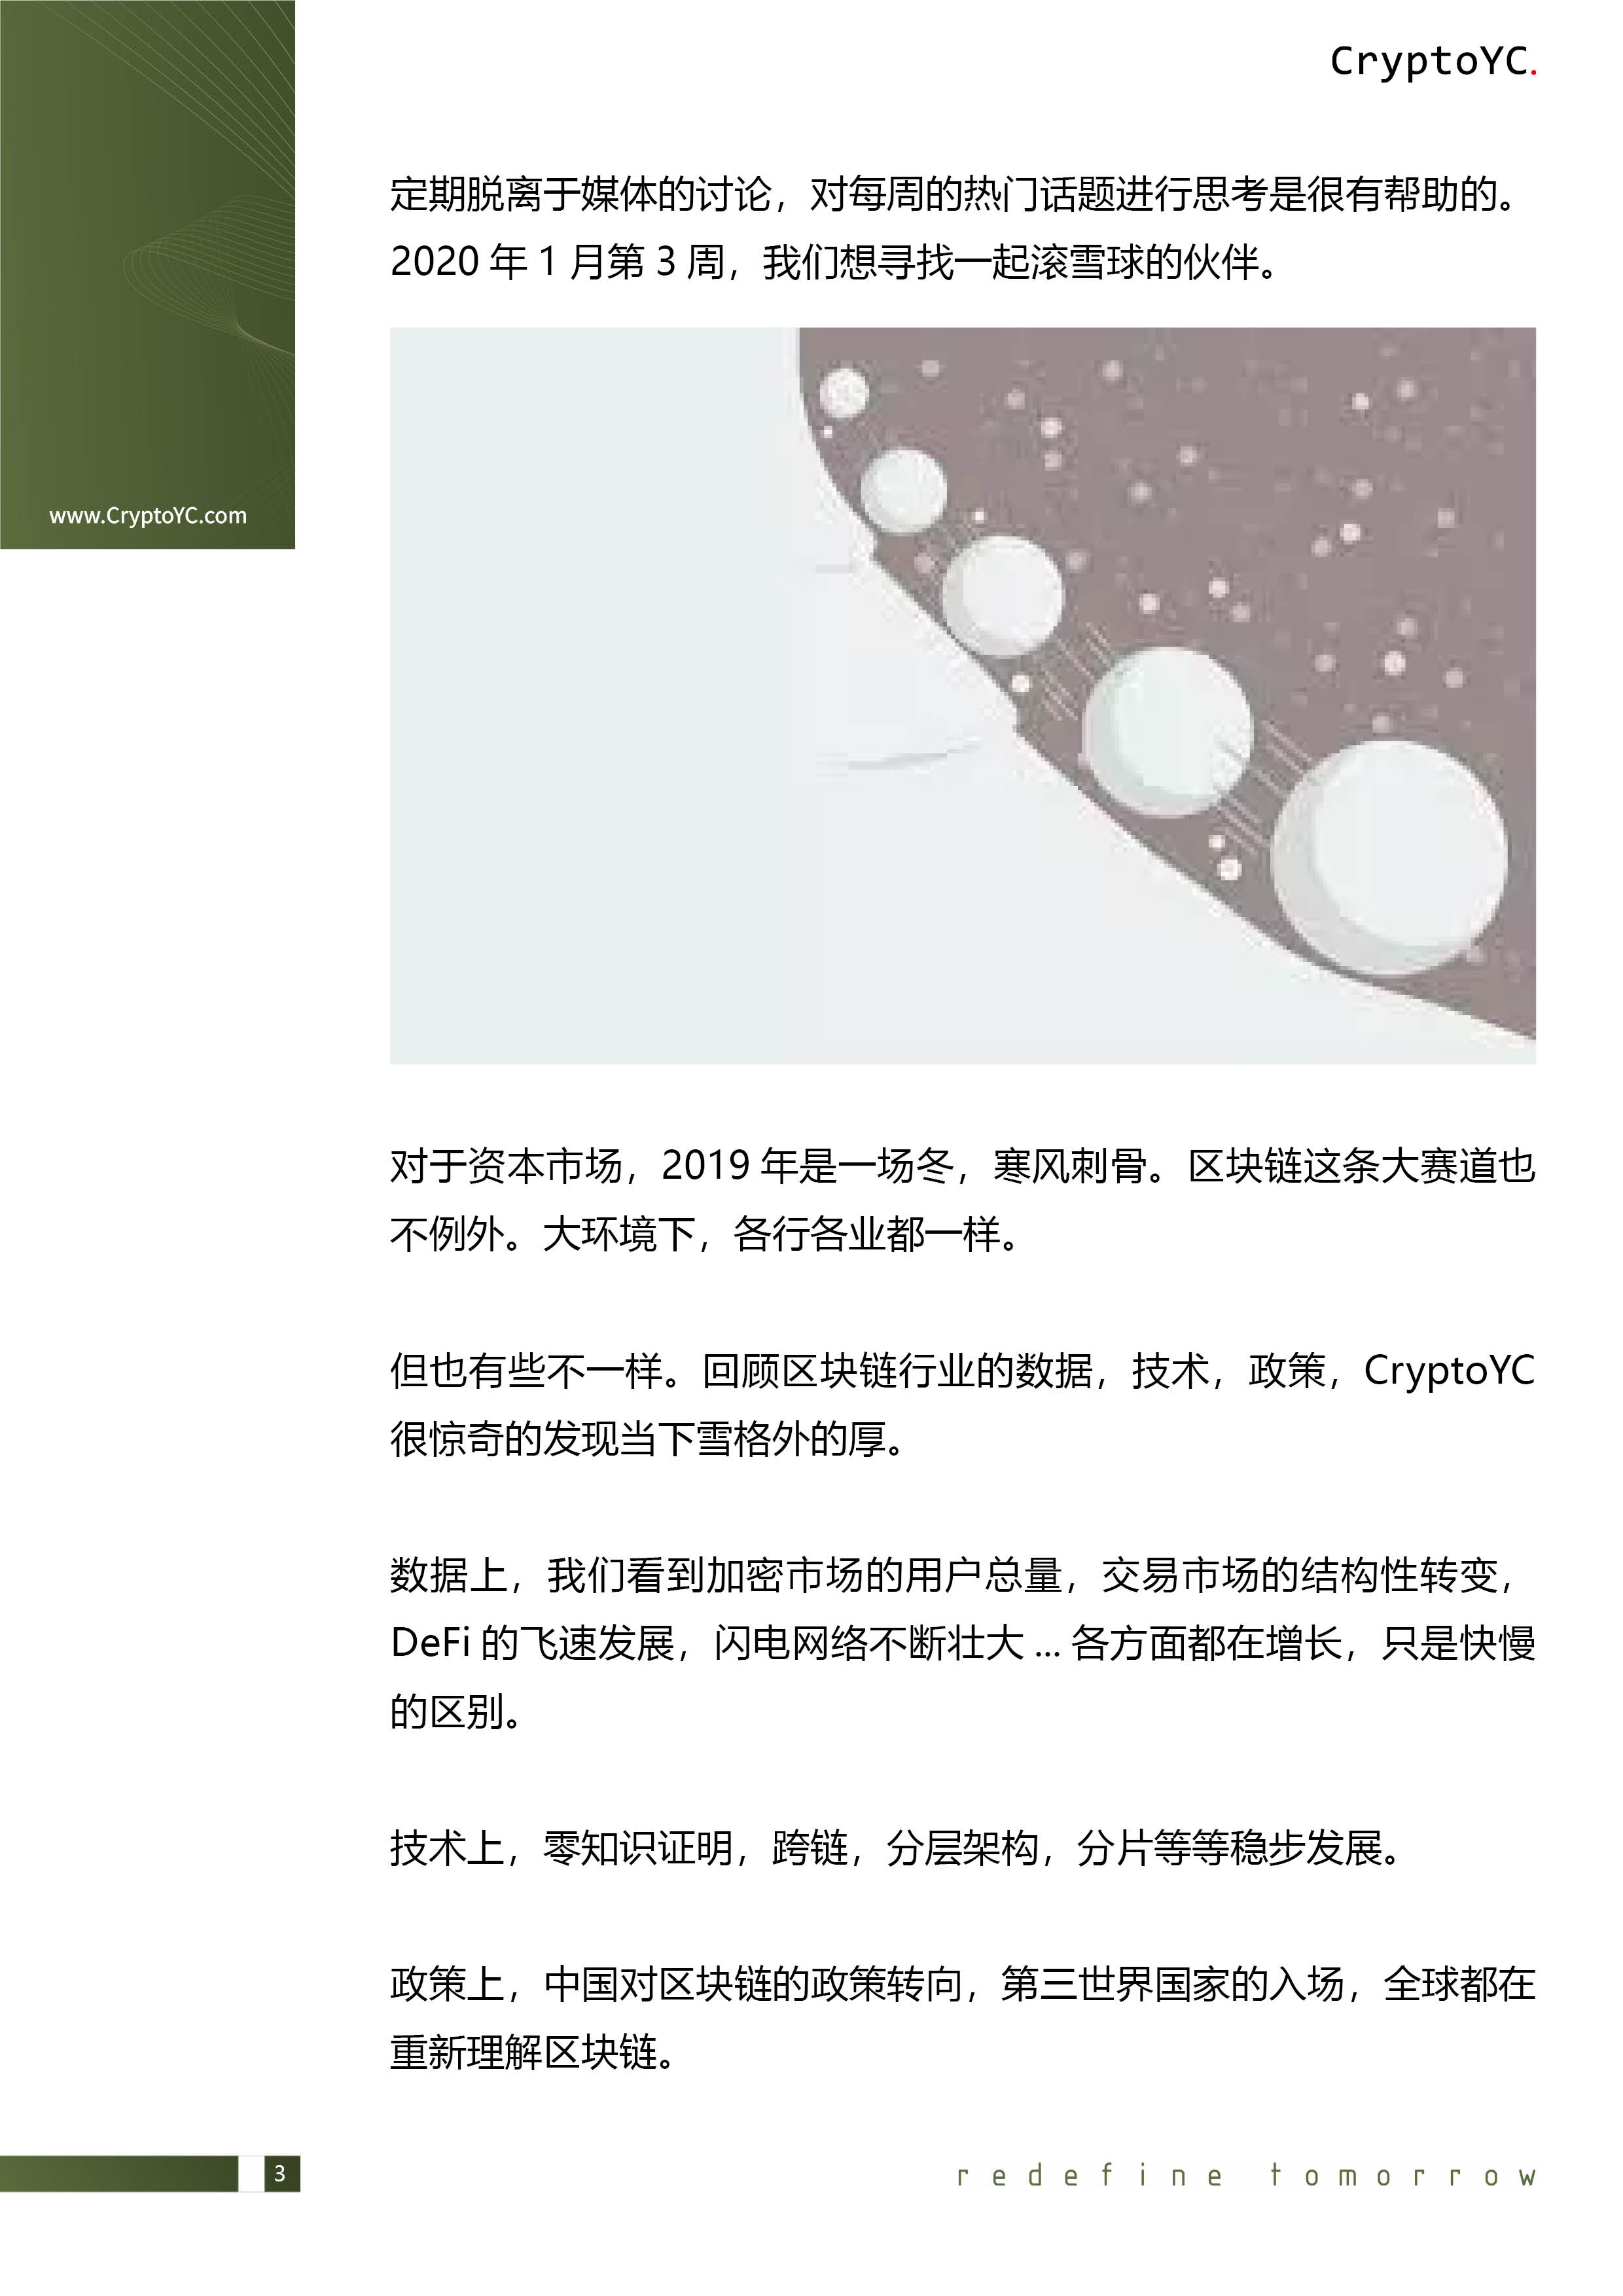 CryptoYC.
www.CryptoYC.com
定期脱离于媒体的讨论，对每周的热门话题进行思考是很有帮助的。
2020 年 1 月第 3 周，我们想寻找一起滚雪球的伙伴。
对于资本市场，2019 年是一场冬，寒风刺骨。区块链这条大赛道也
不例外。大环境下，各行各业都一样。
但也有些不一样。回顾区块链行业的数据，技术，政策，CryptoYC
很惊奇的发现当下雪格外的厚。
数据上，我们看到加密市场的用户总量，交易市场的结构性转变，
DeFi 的飞速发展，闪电网络不断壮大 ... 各方面都在增长，只是快慢
的区别。
技术上，零知识证明，跨链，分层架构，分片等等稳步发展。
政策上，中国对区块链的政策转向，第三世界国家的入场，全球都在
重新理解区块链。
3
redefine tomorrow